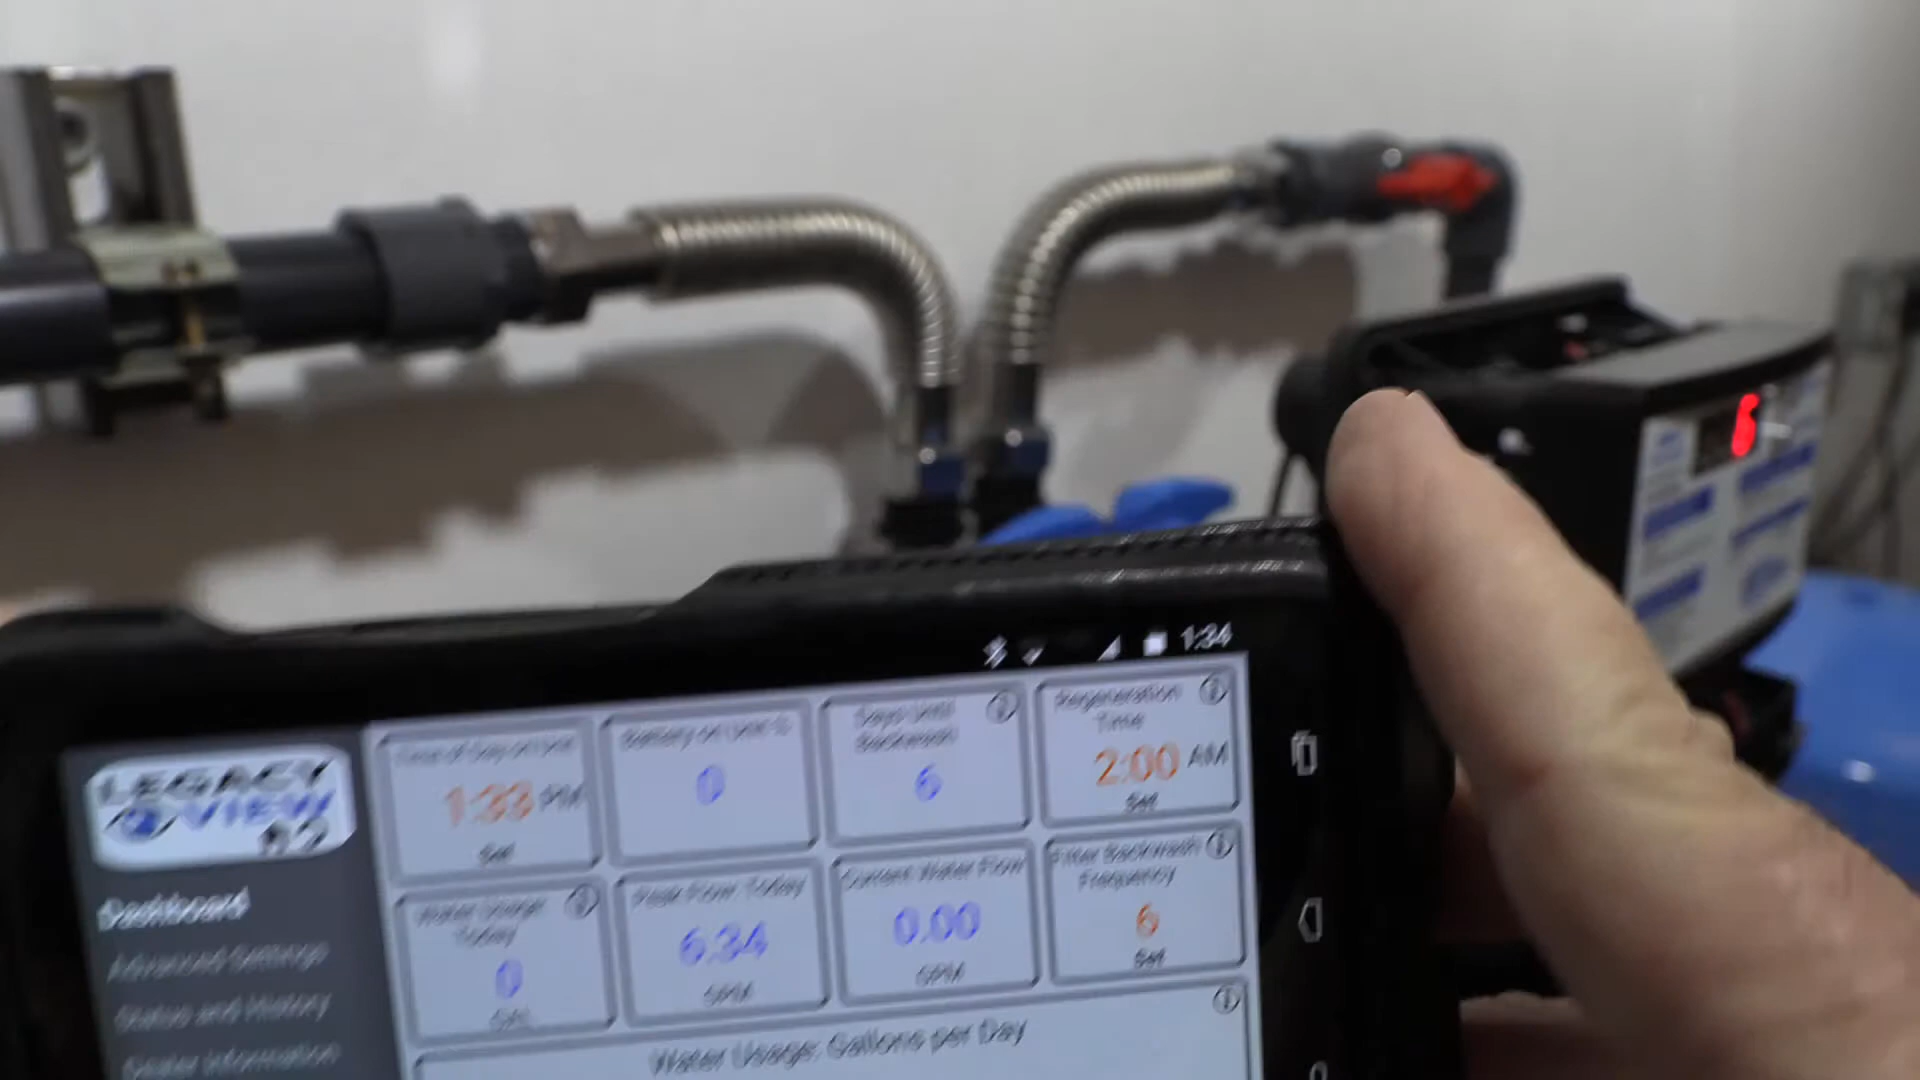 1:34
LEGACY
VIEW
Time of Day on Unit
1:33 PM
Set
Battery on Unit
0
Days Until
Backwash
6
Regeneration
Time
2:00 AM
Set
Dashboard
Advanced Settings
Status and History
Dealer Information
Water Usage
Today
0
Peak Flow Today
6.34
GPM
Current Water Flow
0.00
GPM
Filter Backwash
Frequency
6
Set
Water Usage: Gallons per Day
6